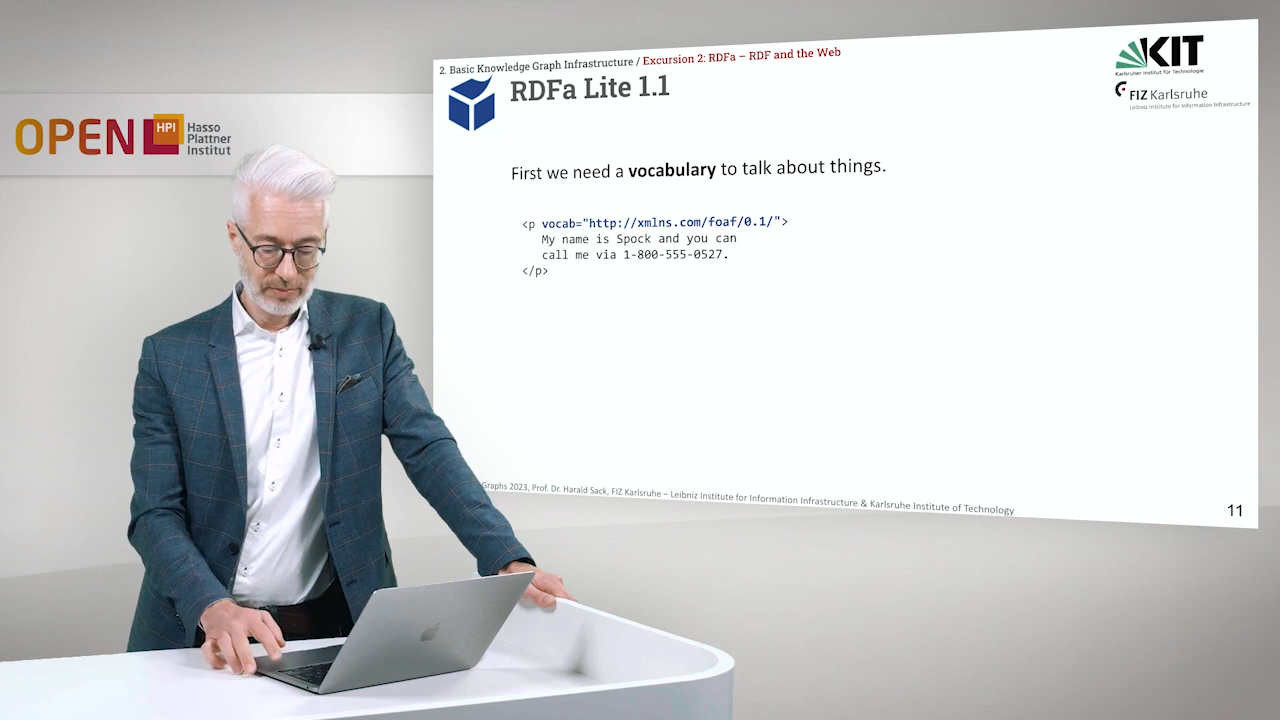 2. Basic Knowledge Graph Infrastructure / Excursion 2: RDFa – RDF and the Web
RDFa Lite 1.1
KIT
Karlsruher Institut für Technologie
FIZ Karlsruhe
Leibniz Institute for Information Infrastructure
OPEN HPI Hasso
Plattner
Institut
First we need a vocabulary to talk about things.
<p vocab="http://xmlns.com/foaf/0.1/">
My name is Spock and you can
call me via 1-800-555-0527.
</p>
Graphs 2023, Prof. Dr. Harald Sack, FIZ Karlsruhe – Leibniz Institute for Information Infrastructure & Karlsruhe Institute of Technology
11